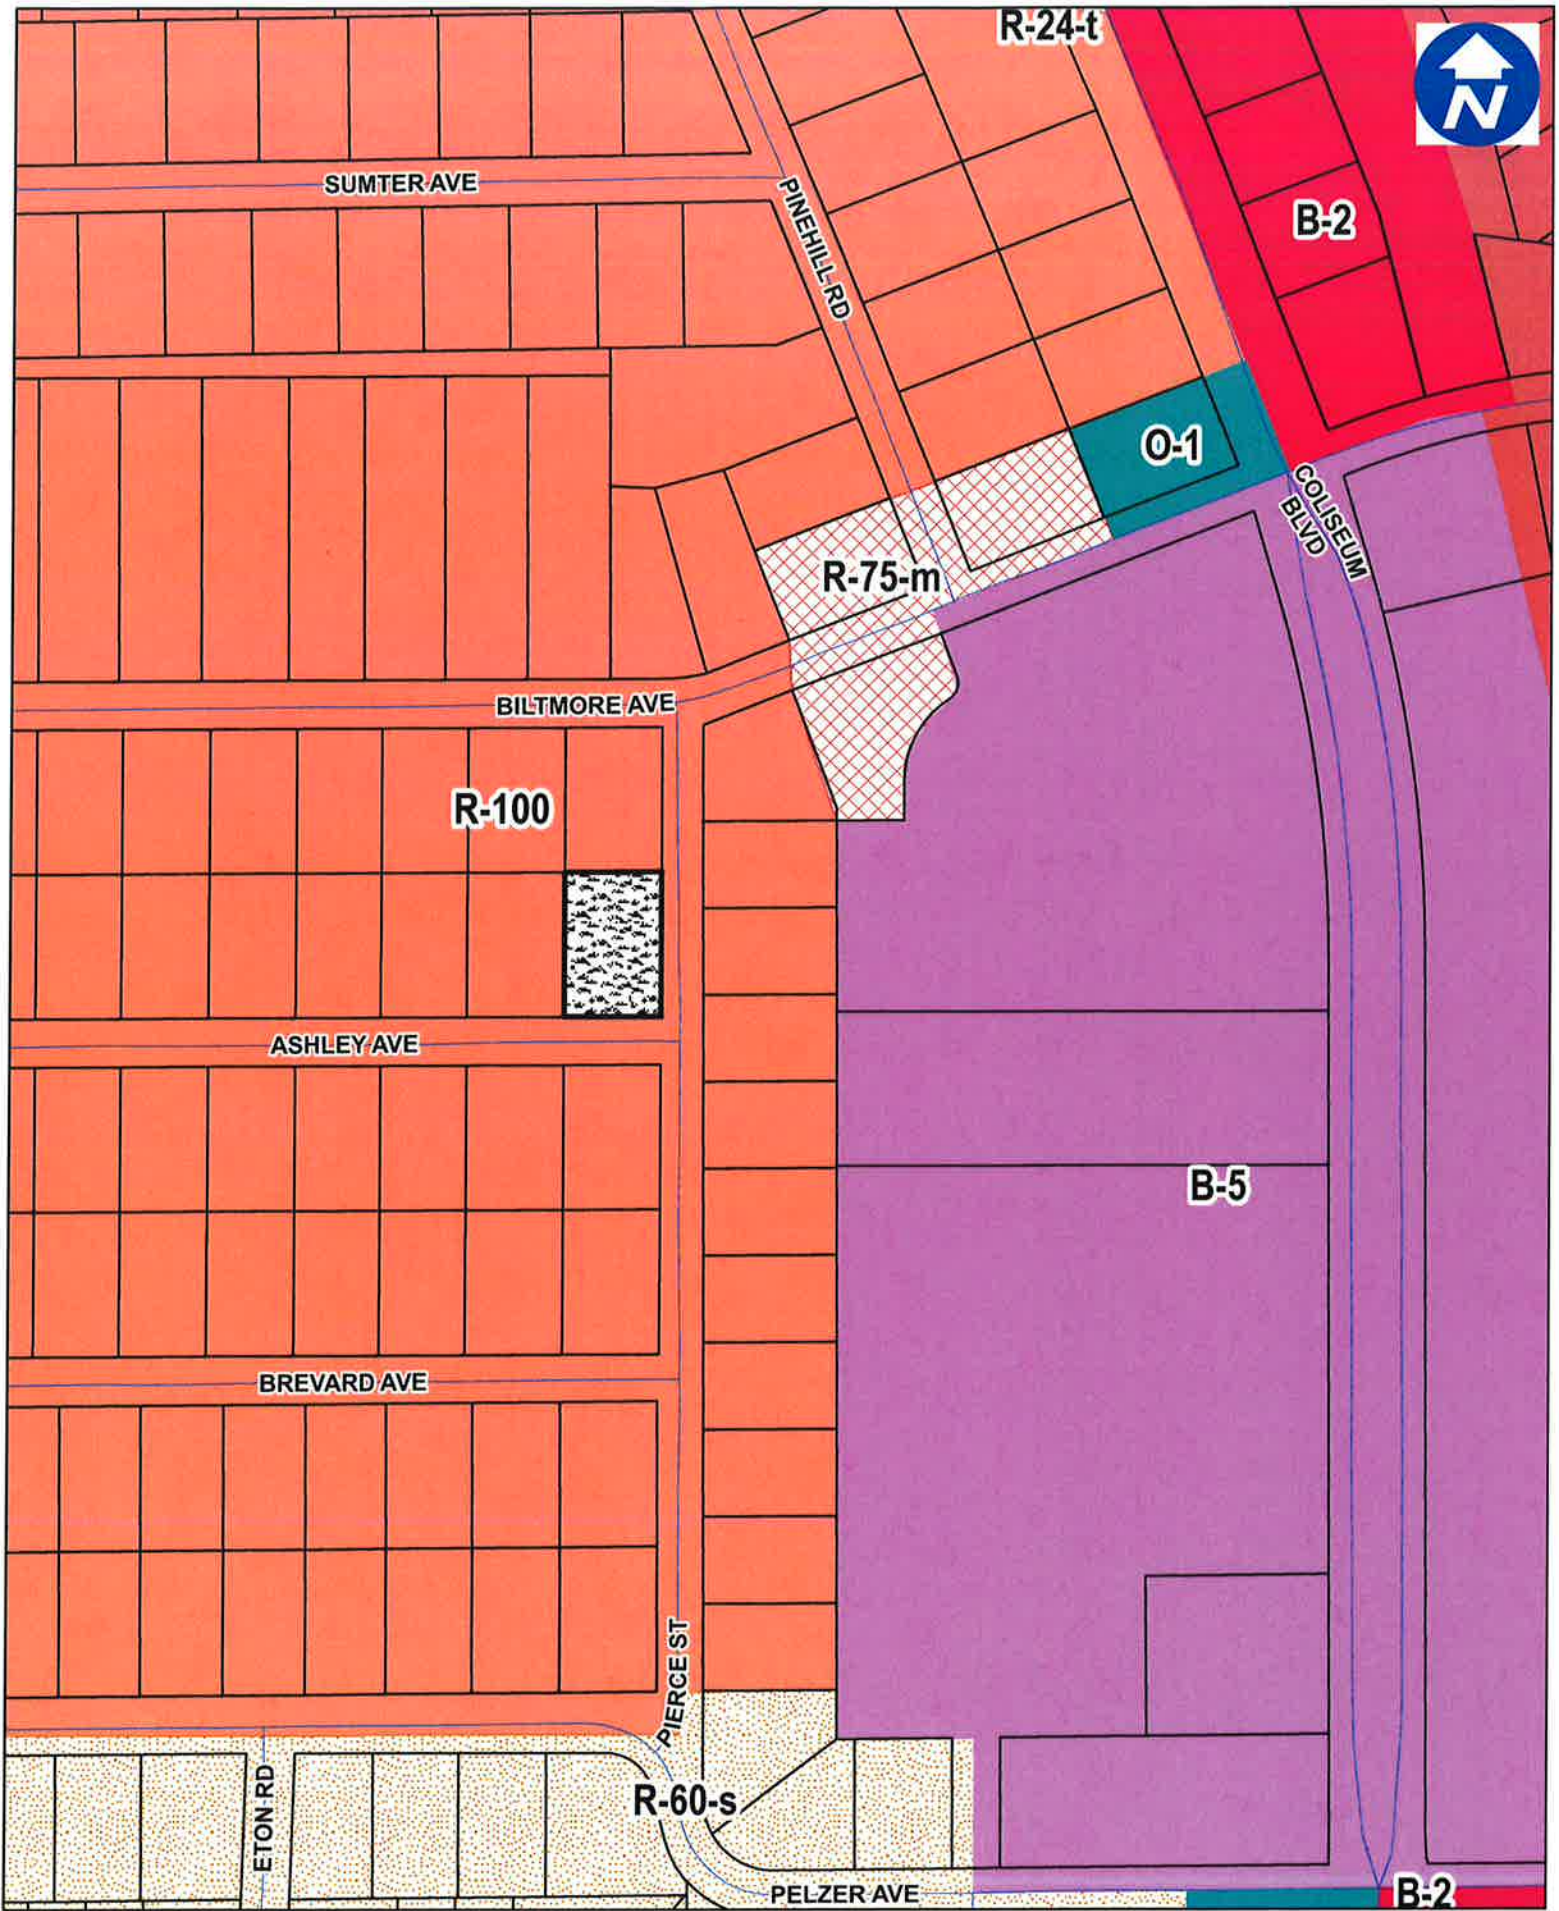 R-24-t
N
SUMTER AVE
PINEHILL RD
B-2
O-1
COLISEUM
BLVD
R-75-m
BILTMORE AVE
R-100
ASHLEY AVE
B-5
BREVARD AVE
PIERCE ST
ETON RD
R-60-s
PELZER AVE
B-2